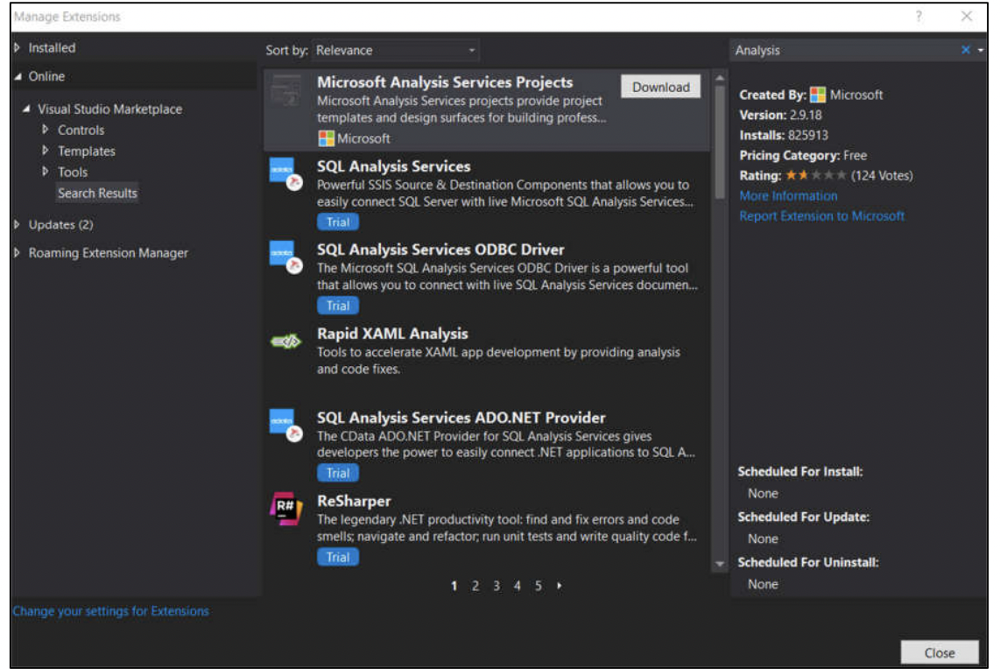 Manage Extensions
? ×
Installed
Online
Visual Studio Marketplace
Controls
Templates
Tools
Search Results
Updates (2)
Roaming Extension Manager
Change your settings for Extensions
Sort by: Relevance
Microsoft Analysis Services Projects
Download
Microsoft Analysis Services projects provide project
templates and design surfaces for building profess...
Microsoft
SQL Analysis Services
Powerful SSIS Source & Destination Components that allows you to
easily connect SQL Server with live Microsoft SQL Analysis Services...
Trial
SQL Analysis Services ODBC Driver
The Microsoft SQL Analysis Services ODBC Driver is a powerful tool
that allows you to connect with live SQL Analysis Services documen...
Trial
Rapid XAML Analysis
Tools to accelerate XAML app development by providing analysis
and code fixes.
SQL Analysis Services ADO.NET Provider
The CData ADO.NET Provider for SQL Analysis Services gives
developers the power to easily connect .NET applications to SQL A...
Trial
R#
ReSharper
The legendary .NET productivity tool: find and fix errors and code
smells; navigate and refactor; run unit tests and write quality code f...
Trial
1 2 3 4 5
Analysis
Created By: Microsoft
Version: 2.9.18
Installs: 825913
Pricing Category: Free
Rating: (124 Votes)
More Information
Report Extension to Microsoft
Scheduled For Install:
None
Scheduled For Update:
None
Scheduled For Uninstall:
None
Close